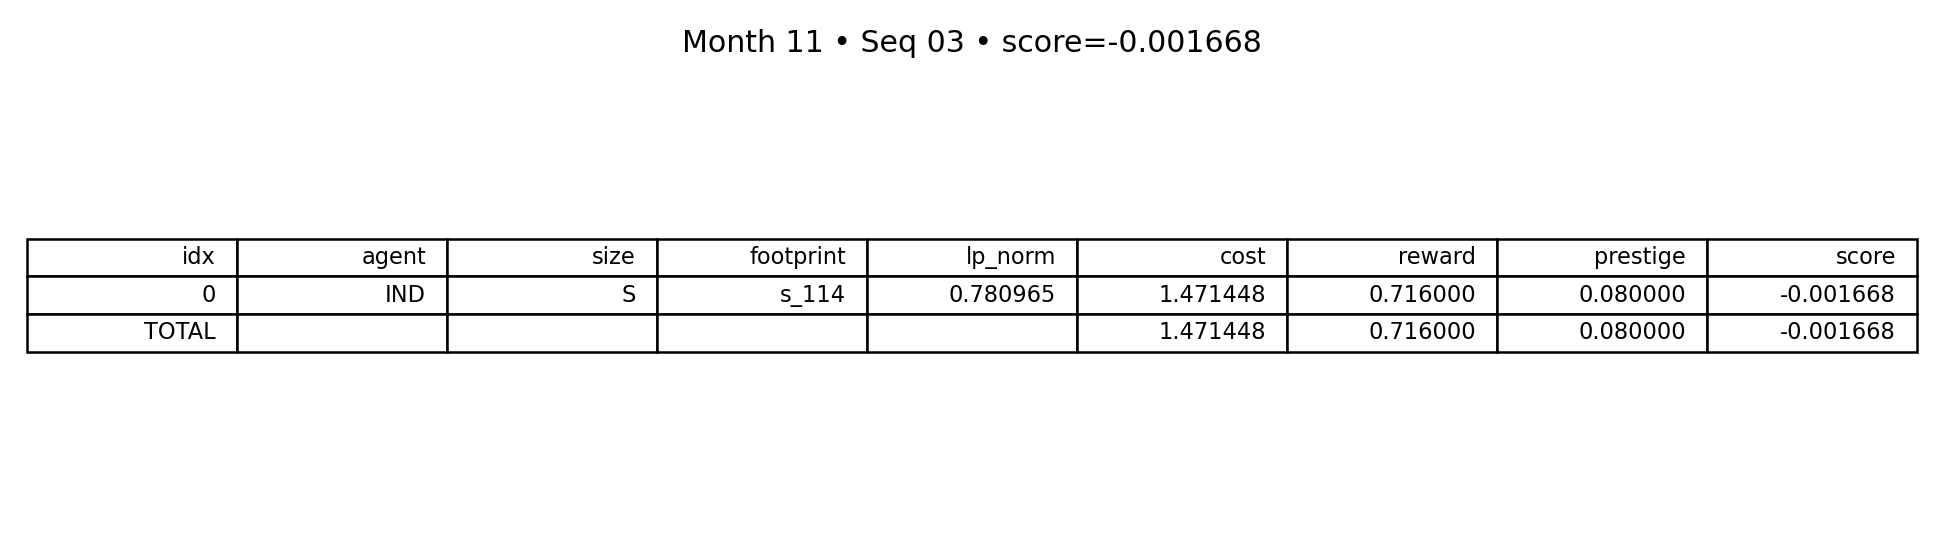 Month 11 • Seq 03 • score=-0.001668
idx agent size footprint lp_norm cost reward prestige score
0 IND S s_114 0.780965 1.471448 0.716000 0.080000 -0.001668
TOTAL 1.471448 0.716000 0.080000 -0.001668